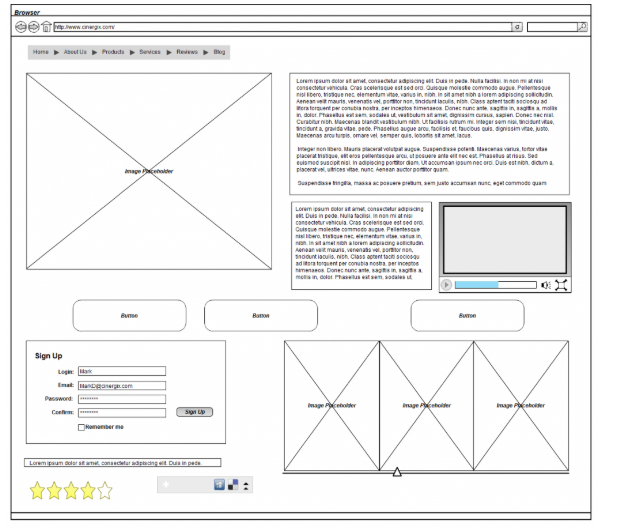 Browser
http://www.cinergix.com/
Home ▶ About Us ▶ Products ▶ Services ▶ Reviews ▶ Blog
Image Placeholder
Lorem ipsum dolor sit amet, consectetur adipiscing elit. Duis in pede. Nulla facilisi. In non mi at nisi
consectetur vehicula. Cras scelerisque est sed orci. Quisque molestie commodo augue. Pellentesque
nisl libero, tristique nec, elementum vitae, varius in, nibh. In sit amet nibh a lorem adipiscing sollicitudin.
Aenean velit mauris, venenatis vel, porttitor non, tincidunt iaculis, nibh. Class aptent taciti sociosqu ad
litora torquent per conubia nostra, per inceptos himenaeos. Donec nunc ante, sagittis in, sagittis a, mollis
in, dolor. Phasellus est sem, sodales ut, vestibulum sit amet, dignissim cursus, sapien. Donec nec nisl.
Curabitur nibh. Maecenas blandit vestibulum nibh. Ut facilisis rutrum mi. Integer sem nisi, tincidunt vitae,
tincidunt a, gravida vitae, pede. Phasellus augue arcu, facilisis et, faucibus quis, dignissim vitae, justo.
Maecenas arcu turpis, ornare vel, semper quis, lobortis sit amet, lacus.
Integer non libero. Mauris placerat volutpat augue. Suspendisse potenti. Maecenas varius, tortor vitae
placerat tristique, elit eros pellentesque arcu, ut posuere ante elit nec est. Phasellus at risus. Sed
euismod suscipit nisl. In adipiscing porttitor diam. Ut accumsan ipsum nec orci. Duis est nibh, dictum a,
placerat vel, ultrices vitae, nunc. Aenean auctor porttitor quam.
Suspendisse fringilla, massa ac posuere pretium, sem justo accumsan nunc, eget commodo quam
Lorem ipsum dolor sit amet, consectetur adipiscing
elit. Duis in pede. Nulla facilisi. In non mi at nisi
consectetur vehicula. Cras scelerisque est sed orci.
Quisque molestie commodo augue. Pellentesque
nisl libero, tristique nec, elementum vitae, varius in,
nibh. In sit amet nibh a lorem adipiscing sollicitudin.
Aenean velit mauris, venenatis vel, porttitor non,
tincidunt iaculis, nibh. Class aptent taciti sociosqu
ad litora torquent per conubia nostra, per inceptos
himenaeos. Donec nunc ante, sagittis in, sagittis a,
mollis in, dolor. Phasellus est sem, sodales ut,
Button
Button
Button
Sign Up
Login: Mark
Email: MarkD@cinergix.com
Password: ********
Confirm: ********
Sign Up
Remember me
Image Placeholder
Image Placeholder
Image Placeholder
Lorem ipsum dolor sit amet, consectetur adipiscing elit. Duis in pede.